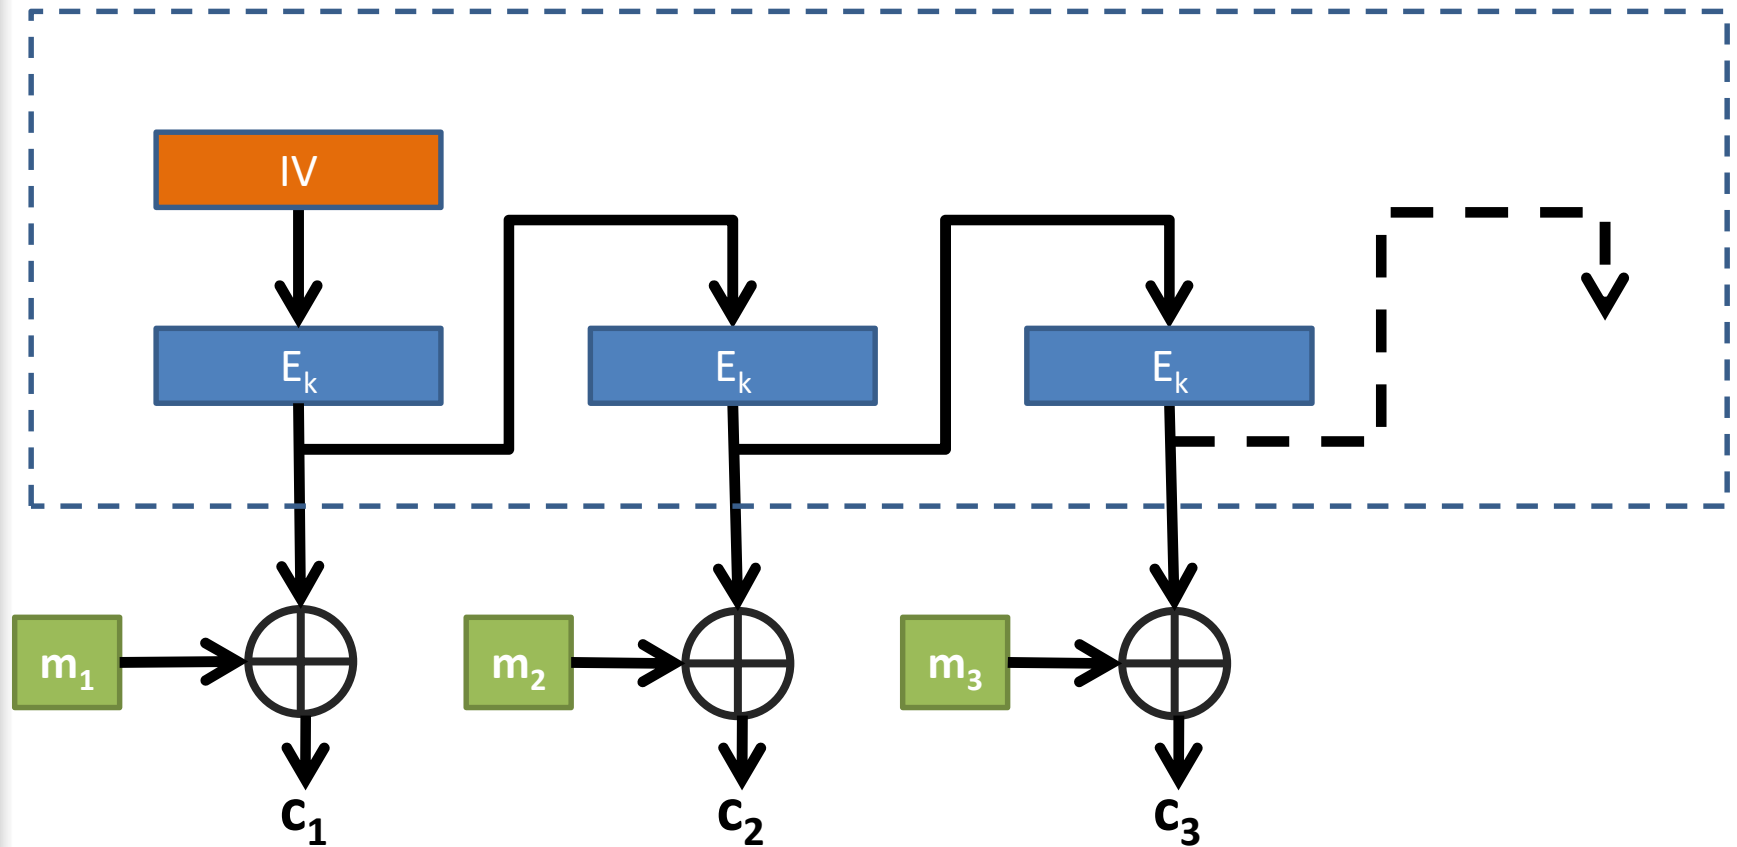 IV
Eₖ Eₖ Eₖ
m₁ m₂ m₃
c₁ c₂ c₃